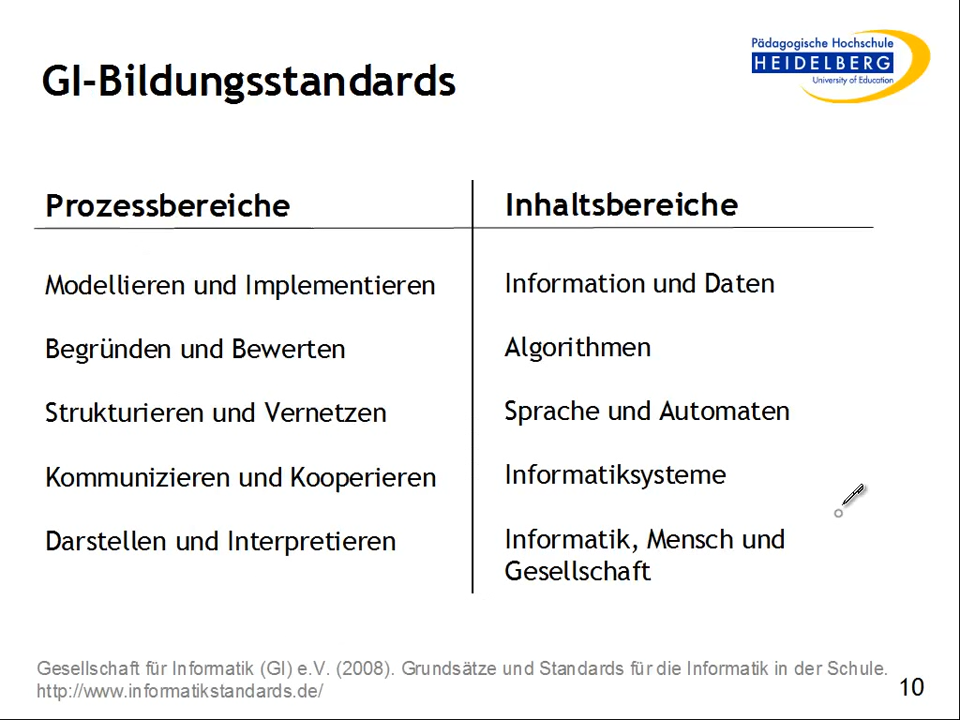 GI-Bildungsstandards
Pädagogische Hochschule
HEIDELBERG
University of Education
Prozessbereiche
Modellieren und Implementieren
Begründen und Bewerten
Strukturieren und Vernetzen
Kommunizieren und Kooperieren
Darstellen und Interpretieren
Inhaltsbereiche
Information und Daten
Algorithmen
Sprache und Automaten
Informatiksysteme
Informatik, Mensch und
Gesellschaft
Gesellschaft für Informatik (GI) e.V. (2008). Grundsätze und Standards für die Informatik in der Schule.
http://www.informatikstandards.de/
10